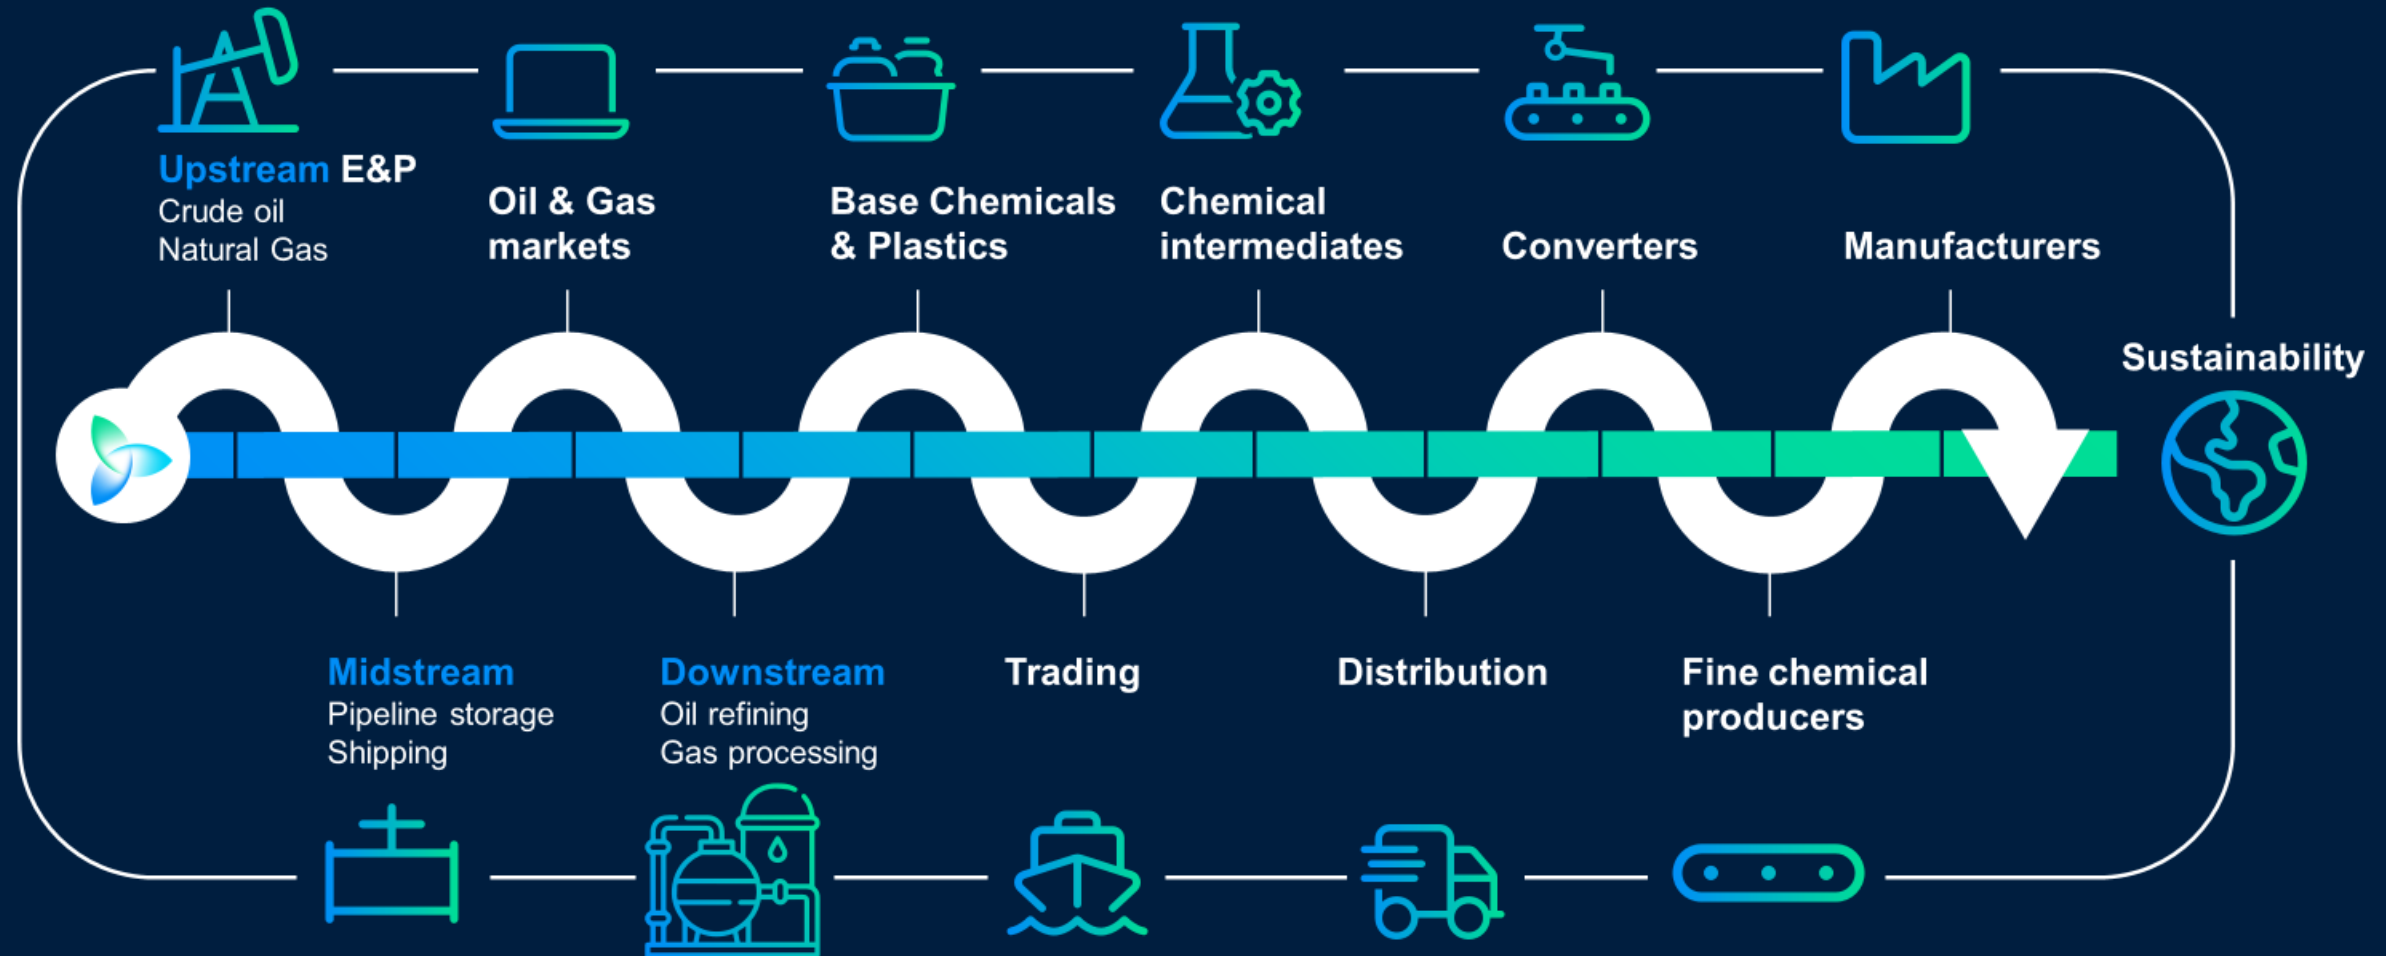 Upstream E&P
Crude oil
Natural Gas
Oil & Gas
markets
Base Chemicals
& Plastics
Chemical
intermediates
Converters
Manufacturers
Sustainability
Midstream
Pipeline storage
Shipping
Downstream
Oil refining
Gas processing
Trading
Distribution
Fine chemical
producers